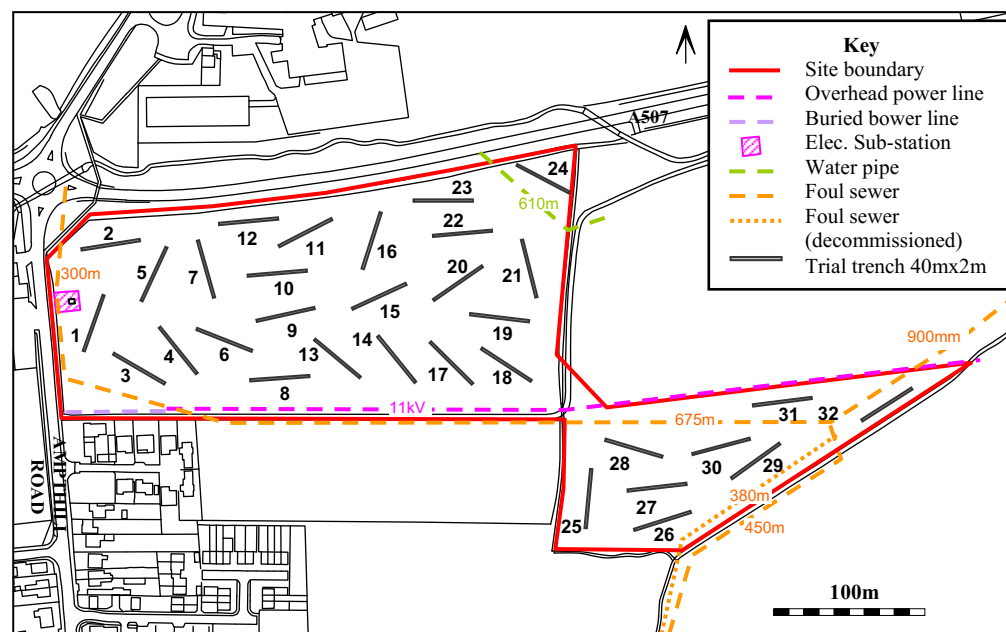 Key
Site boundary
Overhead power line
Buried bower line
Elec. Sub-station
Water pipe
Foul sewer
Foul sewer
(decommissioned)
Trial trench 40mx2m
A507
24
610m
23
22
2
12
11
16
300m
5
7
10
20
21
1
9
15
19
4
6
13
14
3
8
17
18
900mm
11kV
675m
31
32
28
30
29
27
380m
25
26
450m
AMPTHILL
ROAD
100m